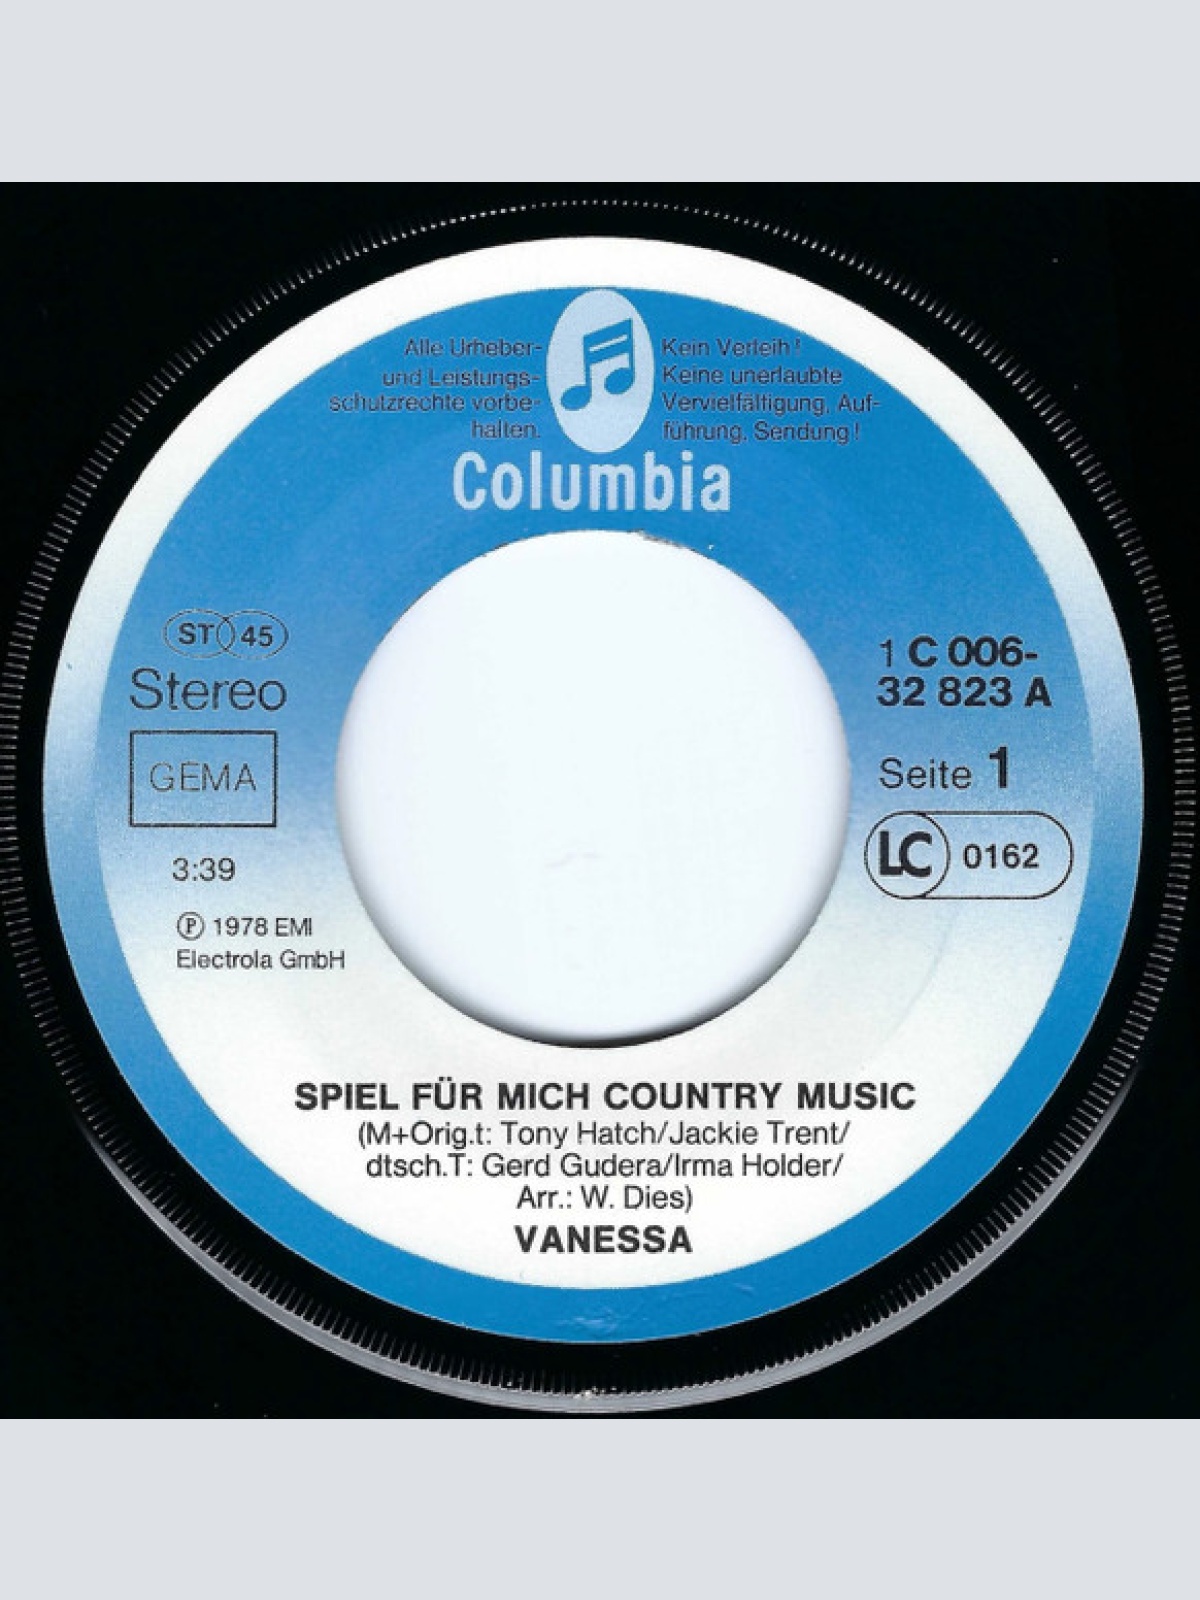 Alle Urheber-
und Leistungs-
schutzrechte vorbe-
halten.
Kein Verleih!
Keine unerlaubte
Vervielfältigung, Auf-
führung, Sendung!
Columbia
ST 45
Stereo
GEMA
3:39
℗ 1978 EMI
Electrola GmbH
1 C 006-
32 823 A
Seite 1
LC 0162
SPIEL FÜR MICH COUNTRY MUSIC
(M+Orig.t: Tony Hatch/Jackie Trent/
dtsch.T: Gerd Gudera/Irma Holder/
Arr.: W. Dies)
VANESSA